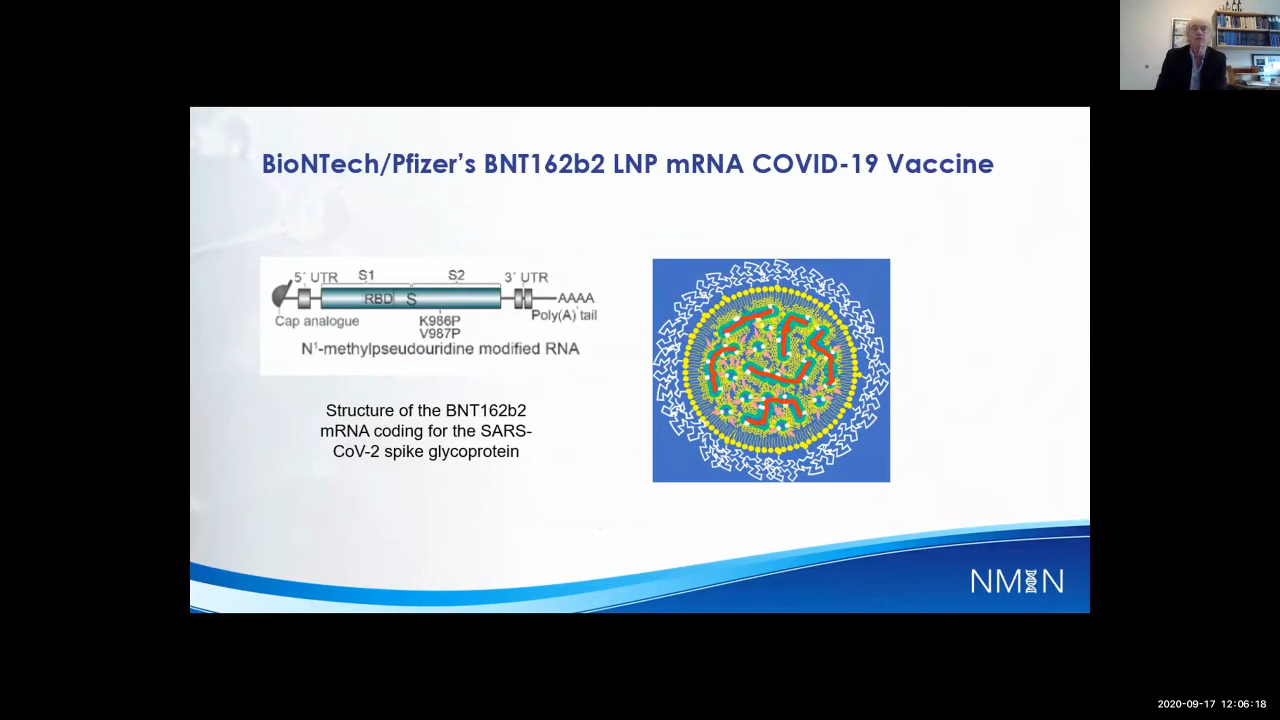 BioNTech/Pfizer’s BNT162b2 LNP mRNA COVID-19 Vaccine
5´ UTR
S1
S2
3´ UTR
RBD
S
AAAA
Cap analogue
K986P
V987P
Poly(A) tail
N¹-methylpseudouridine modified RNA
Structure of the BNT162b2
mRNA coding for the SARS-
CoV-2 spike glycoprotein
NMIN
2020-09-17 12:06:18